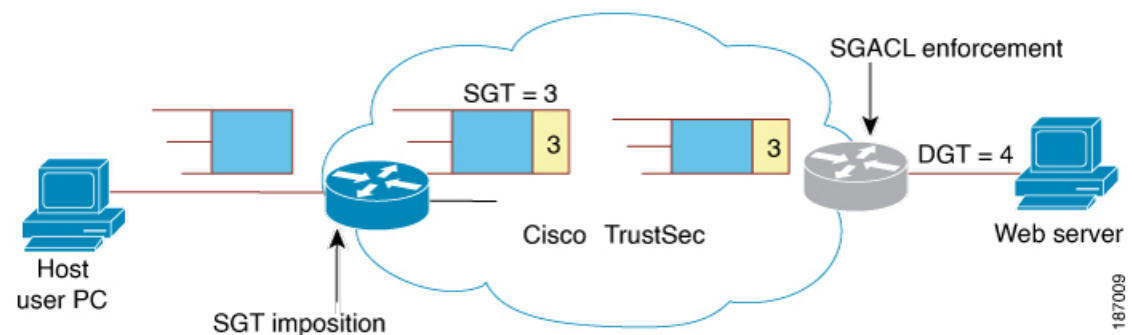 SGACL enforcement
SGT = 3
3
3
DGT = 4
Cisco TrustSec
Web server
Host
user PC
SGT imposition
187009